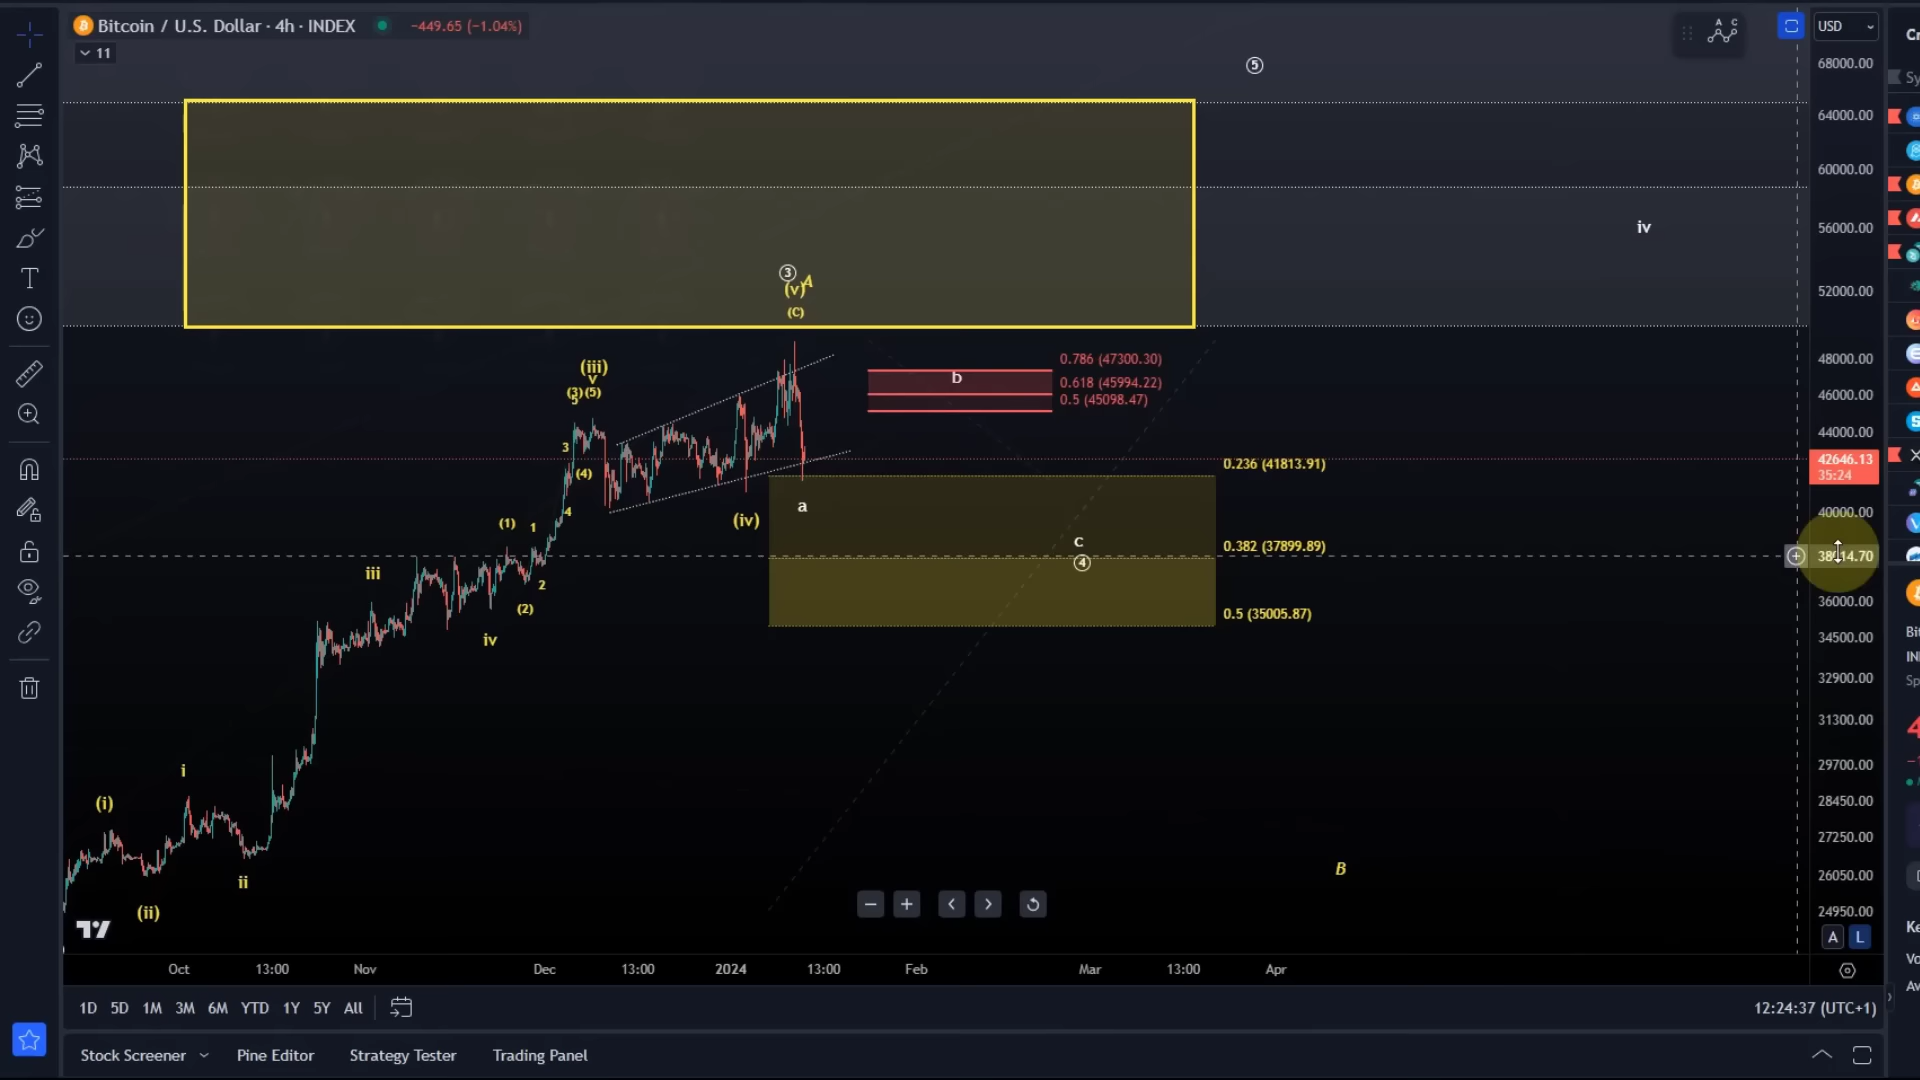 Bitcoin / U.S. Dollar · 4h · INDEX
−449.65 (−1.04%)
11
A C
USD
68000.00
64000.00
60000.00
56000.00
52000.00
48000.00
46000.00
44000.00
42646.13
35:24
40000.00
36000.00
34500.00
32900.00
31300.00
29700.00
28450.00
27250.00
26050.00
24950.00
A L
5
iv
3
A
(v)
(C)
(iii)
v
(3) (5)
5
3
(4)
4
(1)
1
2
(2)
iii
iv
(iv)
a
b
0.786 (47300.30)
0.618 (45994.22)
0.5 (45098.47)
0.236 (41813.91)
c
4
0.382 (37899.89)
0.5 (35005.87)
i
(i)
ii
(ii)
B
Oct
13:00
Nov
Dec
13:00
2024
13:00
Feb
Mar
13:00
Apr
1D 5D 1M 3M 6M YTD 1Y 5Y All
12:24:37 (UTC+1)
Stock Screener
Pine Editor
Strategy Tester
Trading Panel